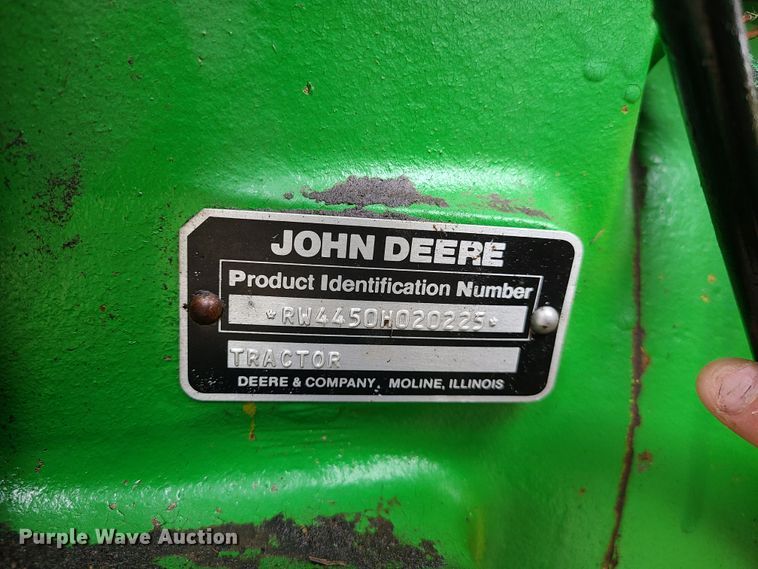 JOHN DEERE
Product Identification Number
*RW4450H020225*
TRACTOR
DEERE & COMPANY, MOLINE, ILLINOIS
Purple Wave Auction